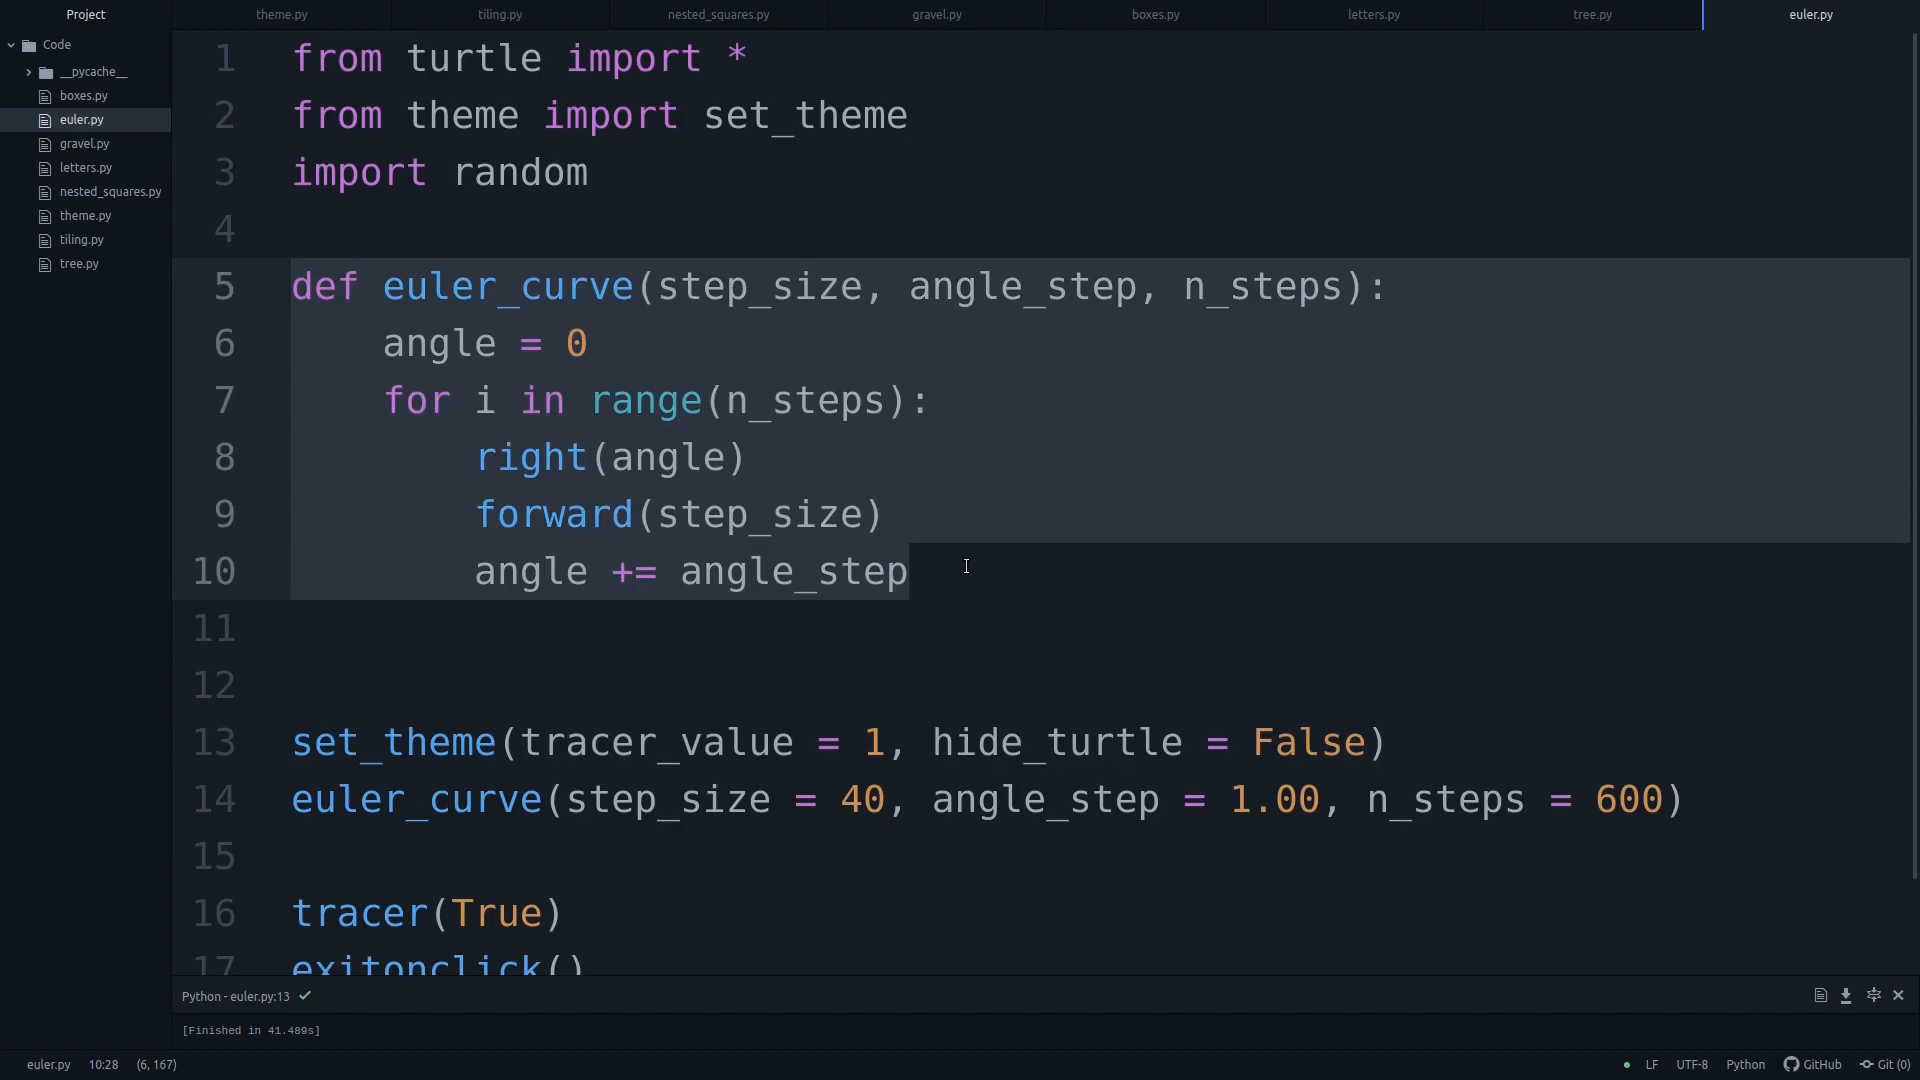 Project
theme.py
tiling.py
nested_squares.py
gravel.py
boxes.py
letters.py
tree.py
euler.py
Code
__pycache__
boxes.py
euler.py
gravel.py
letters.py
nested_squares.py
theme.py
tiling.py
tree.py
1 from turtle import *
2 from theme import set_theme
3 import random
4
5 def euler_curve(step_size, angle_step, n_steps):
6 angle = 0
7 for i in range(n_steps):
8 right(angle)
9 forward(step_size)
10 angle += angle_step
11
12
13 set_theme(tracer_value = 1, hide_turtle = False)
14 euler_curve(step_size = 40, angle_step = 1.00, n_steps = 600)
15
16 tracer(True)
17 exitonclick()
Python - euler.py:13
[Finished in 41.489s]
euler.py 10:28 (6, 167) LF UTF-8 Python GitHub Git (0)